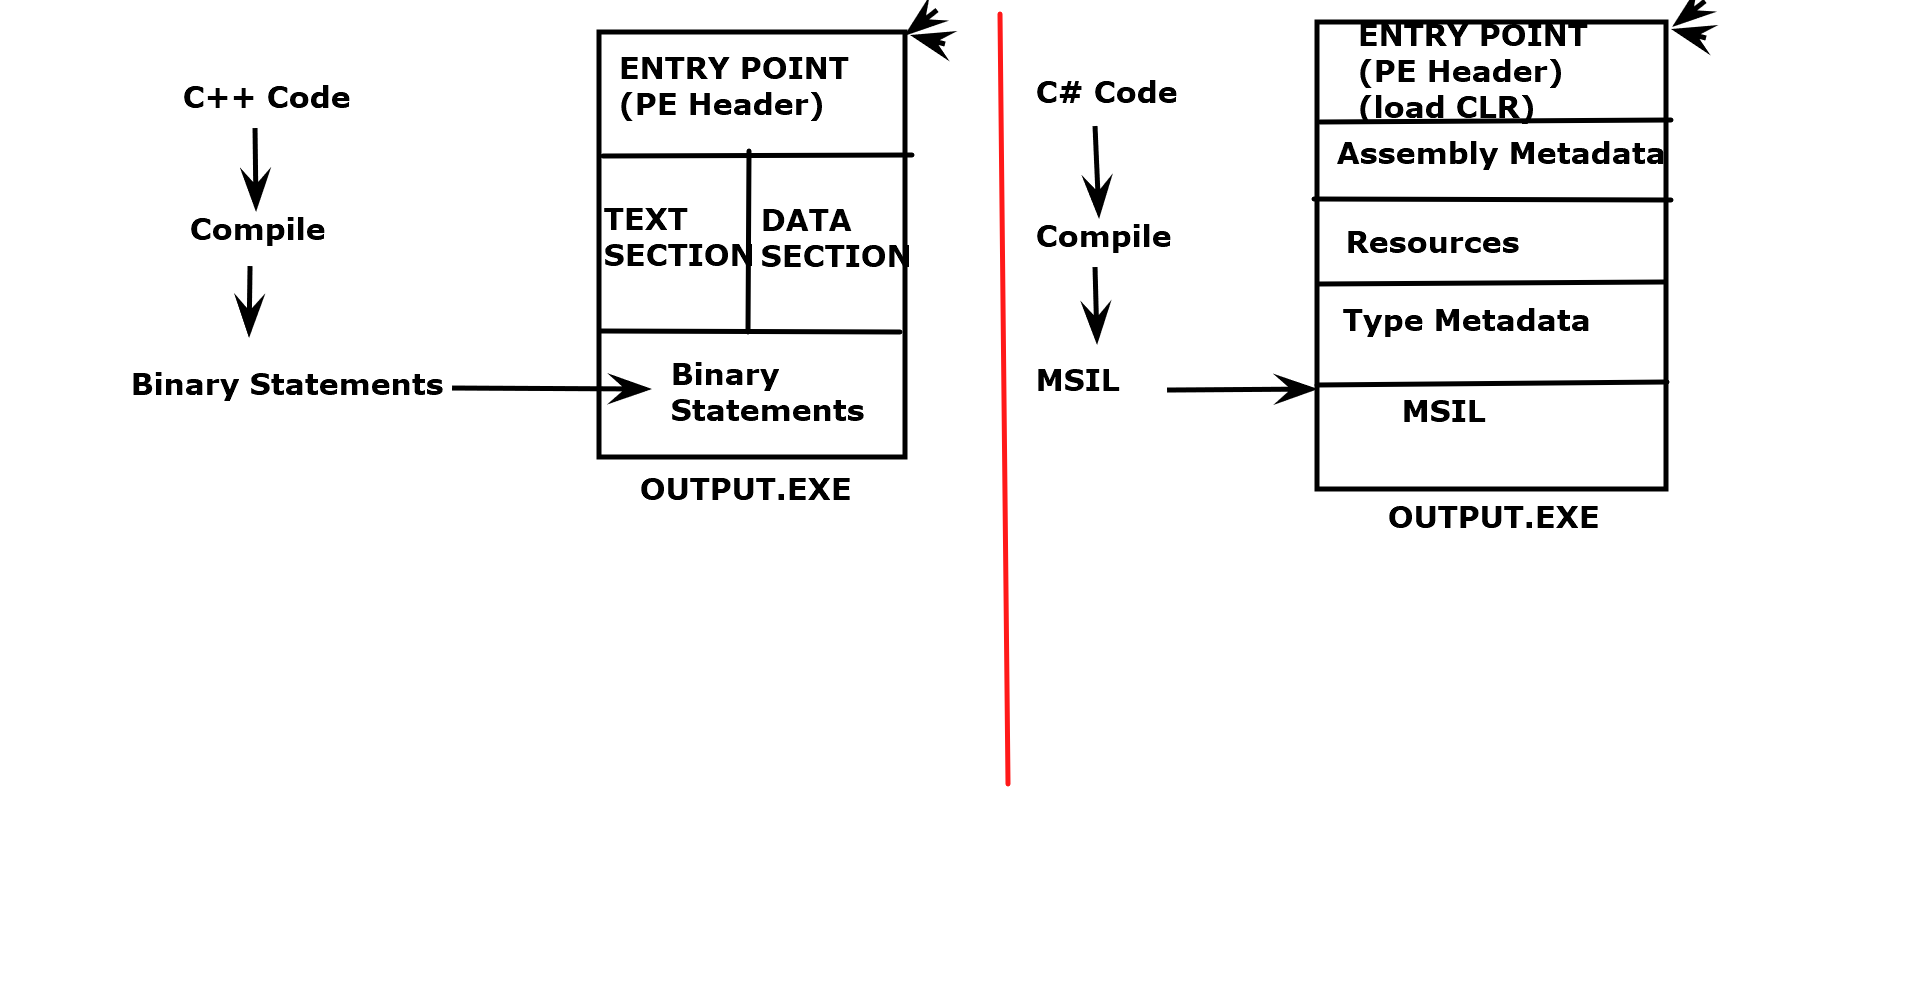 C++ Code
Compile
Binary Statements
ENTRY POINT
(PE Header)
TEXT
SECTION
DATA
SECTION
Binary
Statements
OUTPUT.EXE
C# Code
Compile
MSIL
ENTRY POINT
(PE Header)
(load CLR)
Assembly Metadata
Resources
Type Metadata
MSIL
OUTPUT.EXE